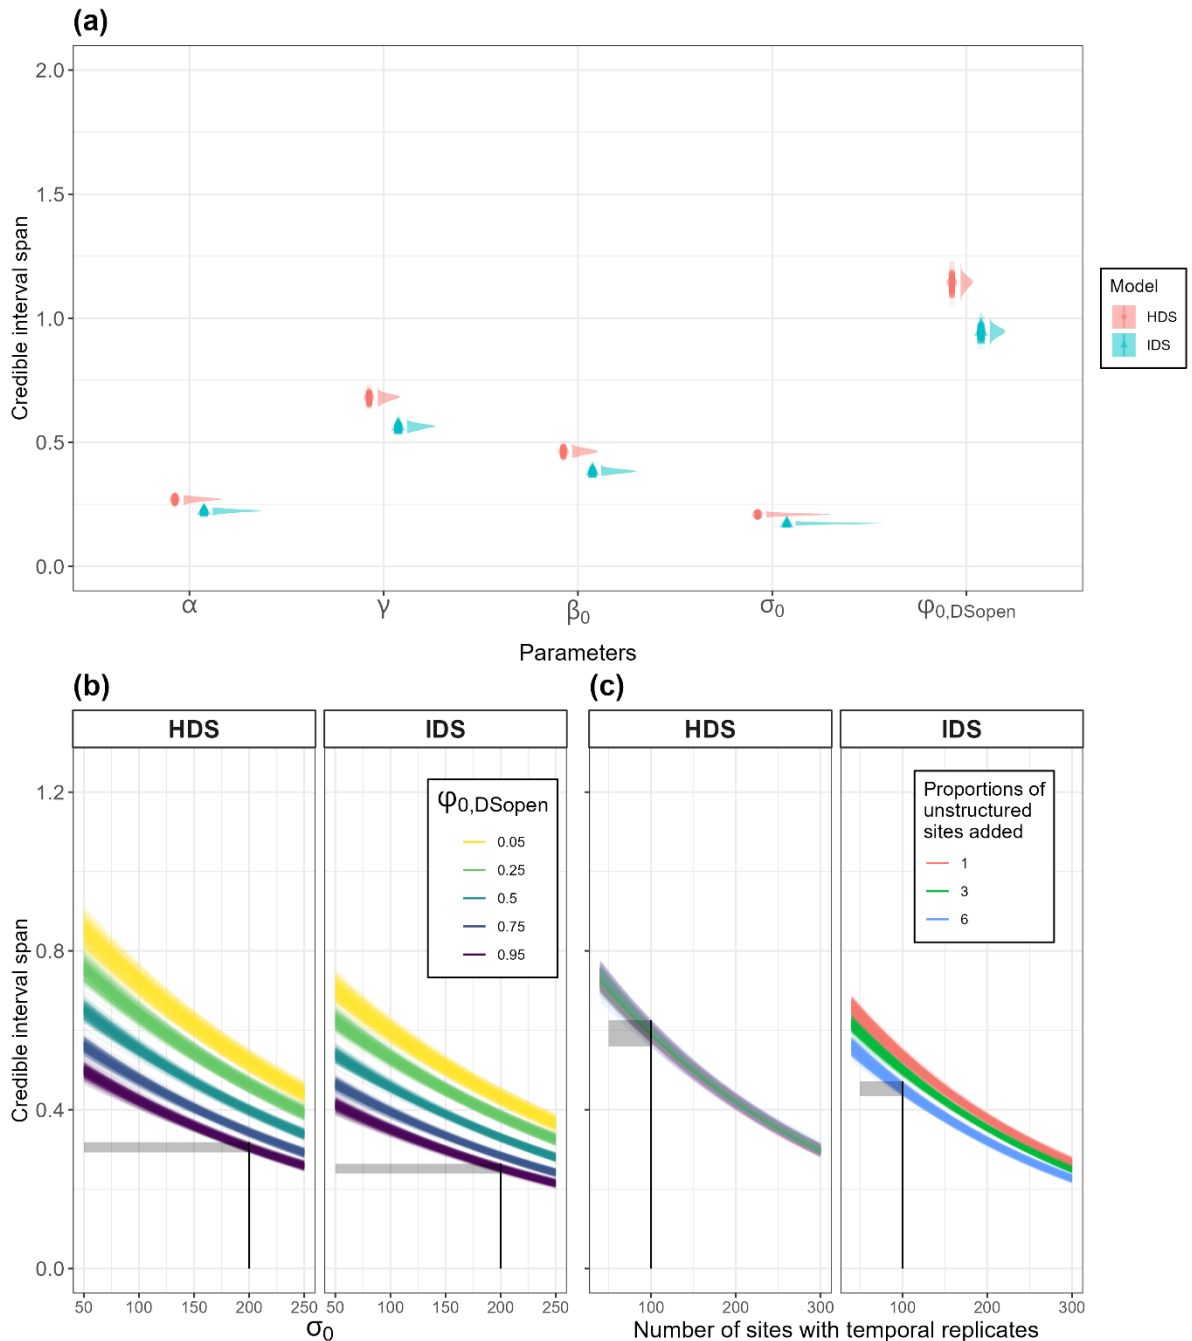 (a)
2.0
1.5
1.0
0.5
0.0
Credible interval span
α
γ
β0
σ0
φ0,DSopen
Parameters
Model
HDS
IDS
(b)
HDS
IDS
1.2
0.8
0.4
0.0
Credible interval span
φ0,DSopen
0.05
0.25
0.5
0.75
0.95
50 100 150 200 250
50 100 150 200 250
σ0
(c)
HDS
IDS
Proportions of
unstructured
sites added
1
3
6
100 200 300
100 200 300
Number of sites with temporal replicates